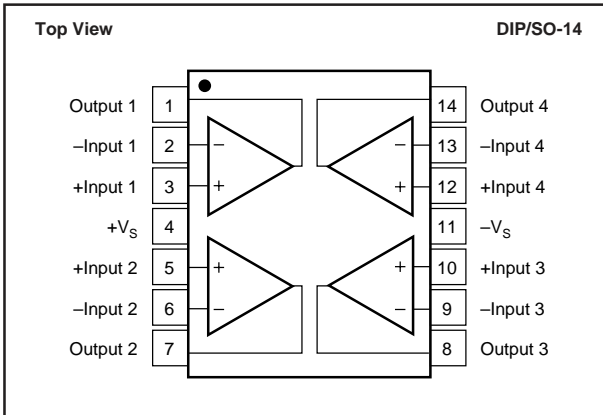 Top View DIP/SO-14
Output 1 1 14 Output 4
–Input 1 2 – – 13 –Input 4
+Input 1 3 + + 12 +Input 4
+VS 4 11 –VS
+Input 2 5 + + 10 +Input 3
–Input 2 6 – – 9 –Input 3
Output 2 7 8 Output 3